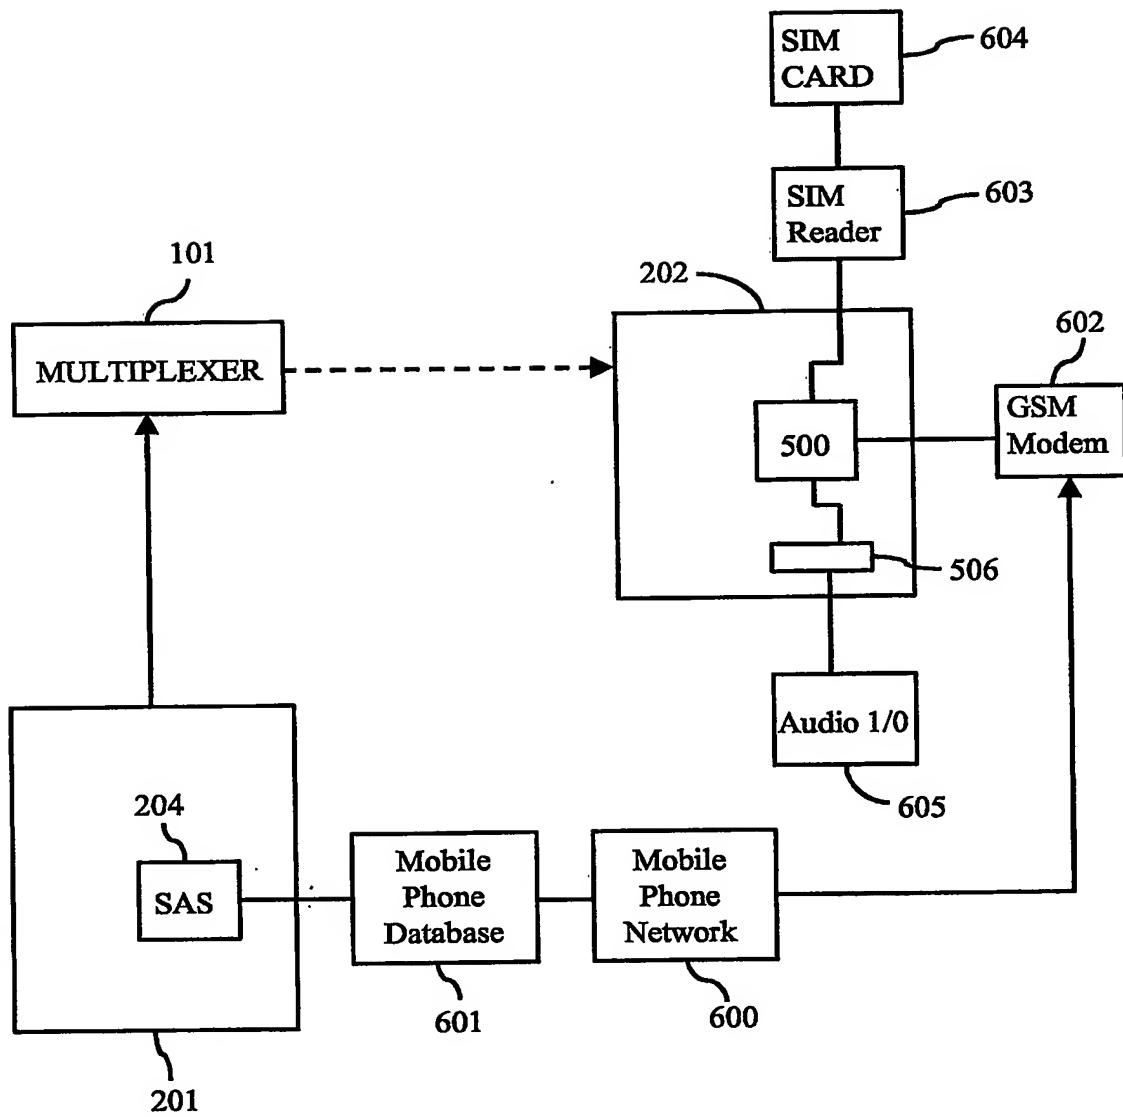 SIM
CARD
604
SIM
Reader
603
101
202
602
MULTIPLEXER
GSM
Modem
500
506
Audio 1/0
605
204
SAS
Mobile
Phone
Database
Mobile
Phone
Network
601
600
201